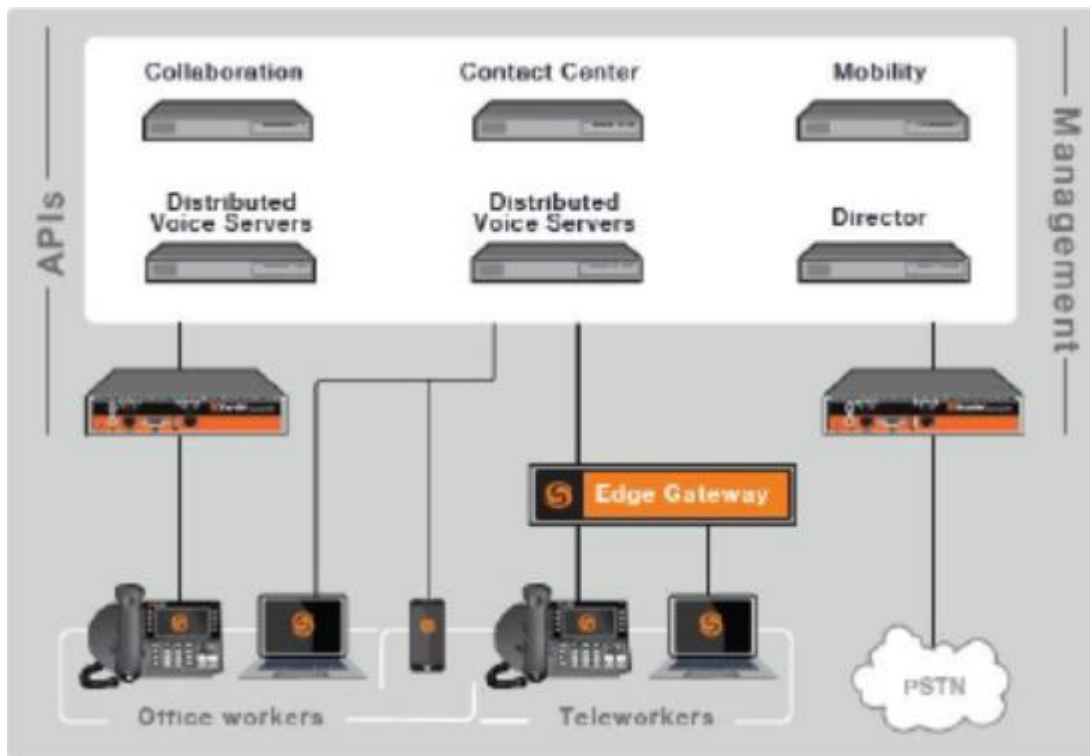 Collaboration
Contact Center
Mobility
Distributed
Voice Servers
Distributed
Voice Servers
Director
APIs
Management
Edge Gateway
Office workers
Teleworkers
PSTN